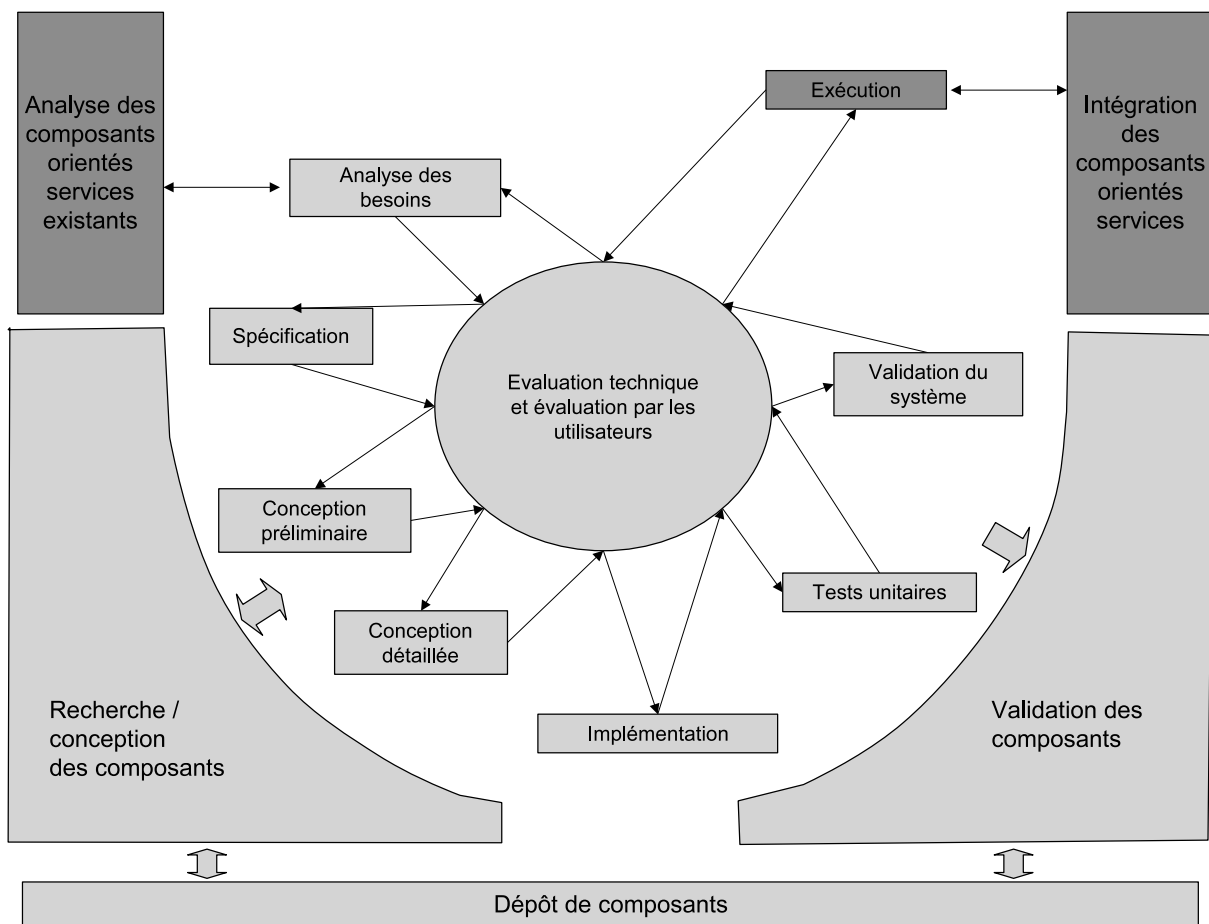 Analyse des
composants
orientés
services
existants
Exécution
Intégration
des
composants
orientés
services
Analyse des
besoins
Spécification
Evaluation technique
et évaluation par les
utilisateurs
Validation du
système
Conception
préliminaire
Conception
détaillée
Tests unitaires
Implémentation
Recherche /
conception
des composants
Validation des
composants
Dépôt de composants